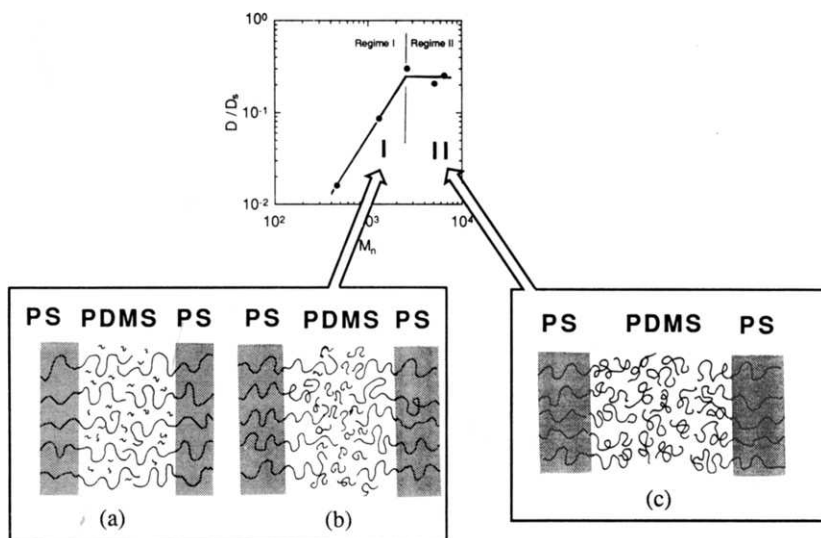 10⁰
Regime I
Regime II
D / Dₛ
10⁻¹
I
II
10⁻²
10²
10³
10⁴
Mₙ
PS PDMS PS
PS PDMS PS
PS PDMS PS
(a)
(b)
(c)